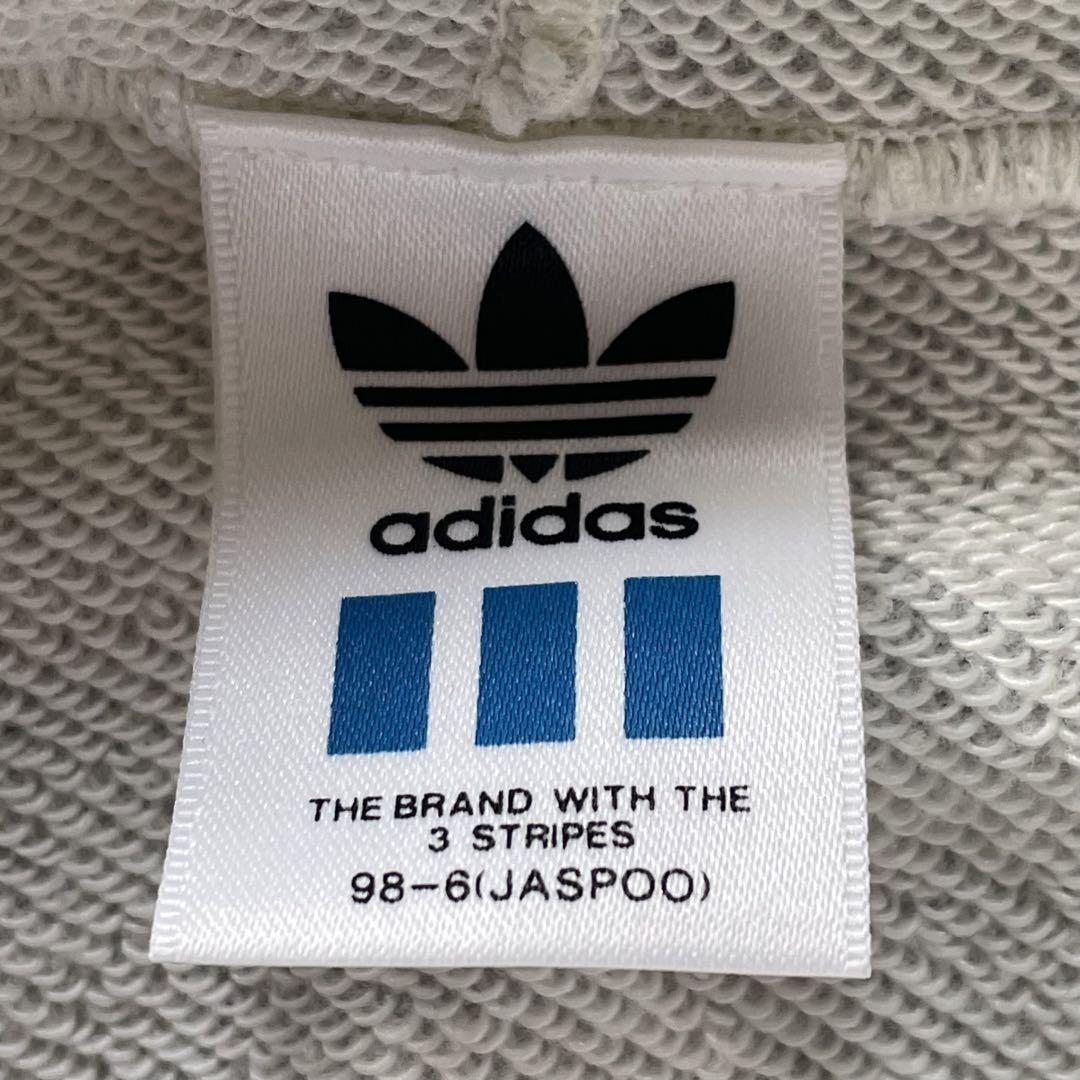 adidas
THE BRAND WITH THE
3 STRIPES
98-6(JASPOO)